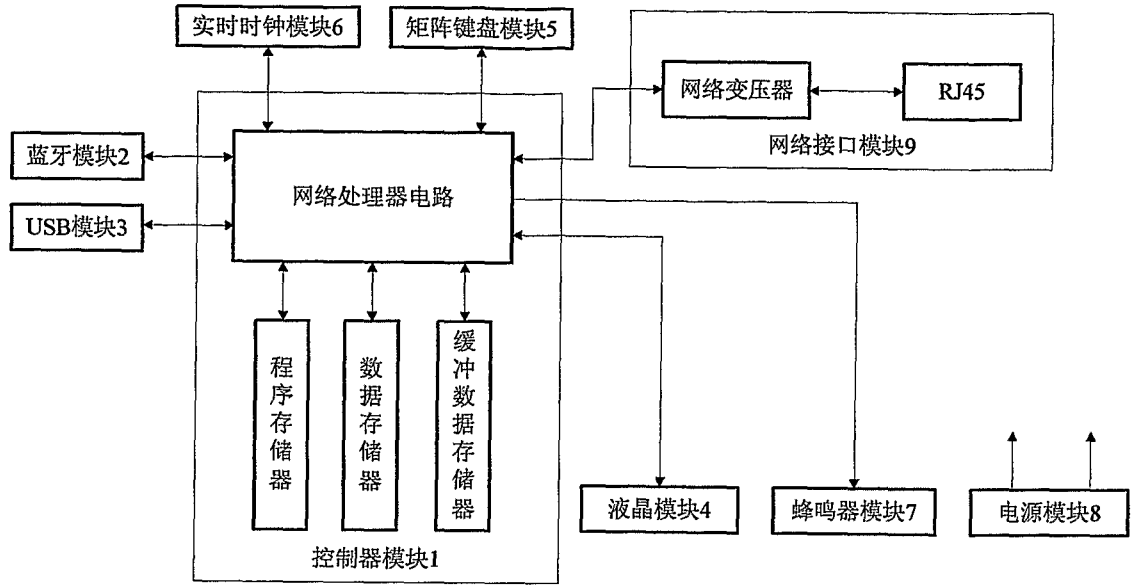 实时时钟模块6
矩阵键盘模块5
网络变压器
RJ45
网络接口模块9
蓝牙模块2
USB模块3
网络处理器电路
程序存储器
数据存储器
缓冲数据存储器
控制器模块1
液晶模块4
蜂鸣器模块7
电源模块8